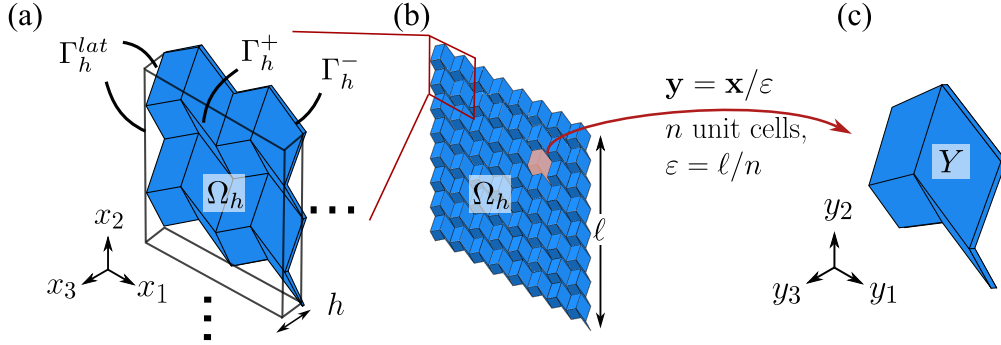 (a)
Γ_h^{lat}
Γ_h^+
Γ_h^-
Ω_h
x_2
x_3
x_1
h
(b)
Ω_h
ℓ
y = x/ε
n unit cells,
ε = ℓ/n
(c)
Y
y_2
y_3
y_1